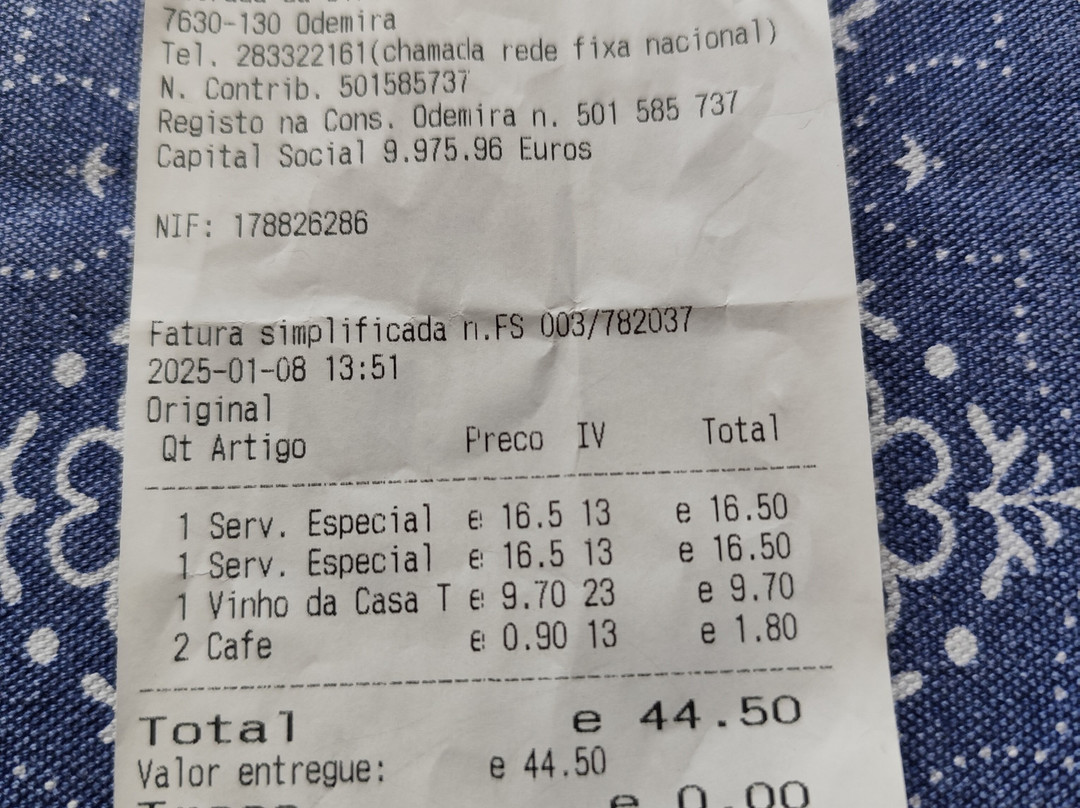 7630-130 Odemira
Tel. 283322161(chamada rede fixa nacional)
N. Contrib. 501585737
Registo na Cons. Odemira n. 501 585 737
Capital Social 9.975.96 Euros
NIF: 178826286
Fatura simplificada n.FS 003/782037
2025-01-08 13:51
Original
Qt Artigo Preco IV Total
1 Serv. Especial e 16.5 13 e 16.50
1 Serv. Especial e 16.5 13 e 16.50
1 Vinho da Casa T e 9.70 23 e 9.70
2 Cafe e 0.90 13 e 1.80
Total e 44.50
Valor entregue: e 44.50
e 0.00